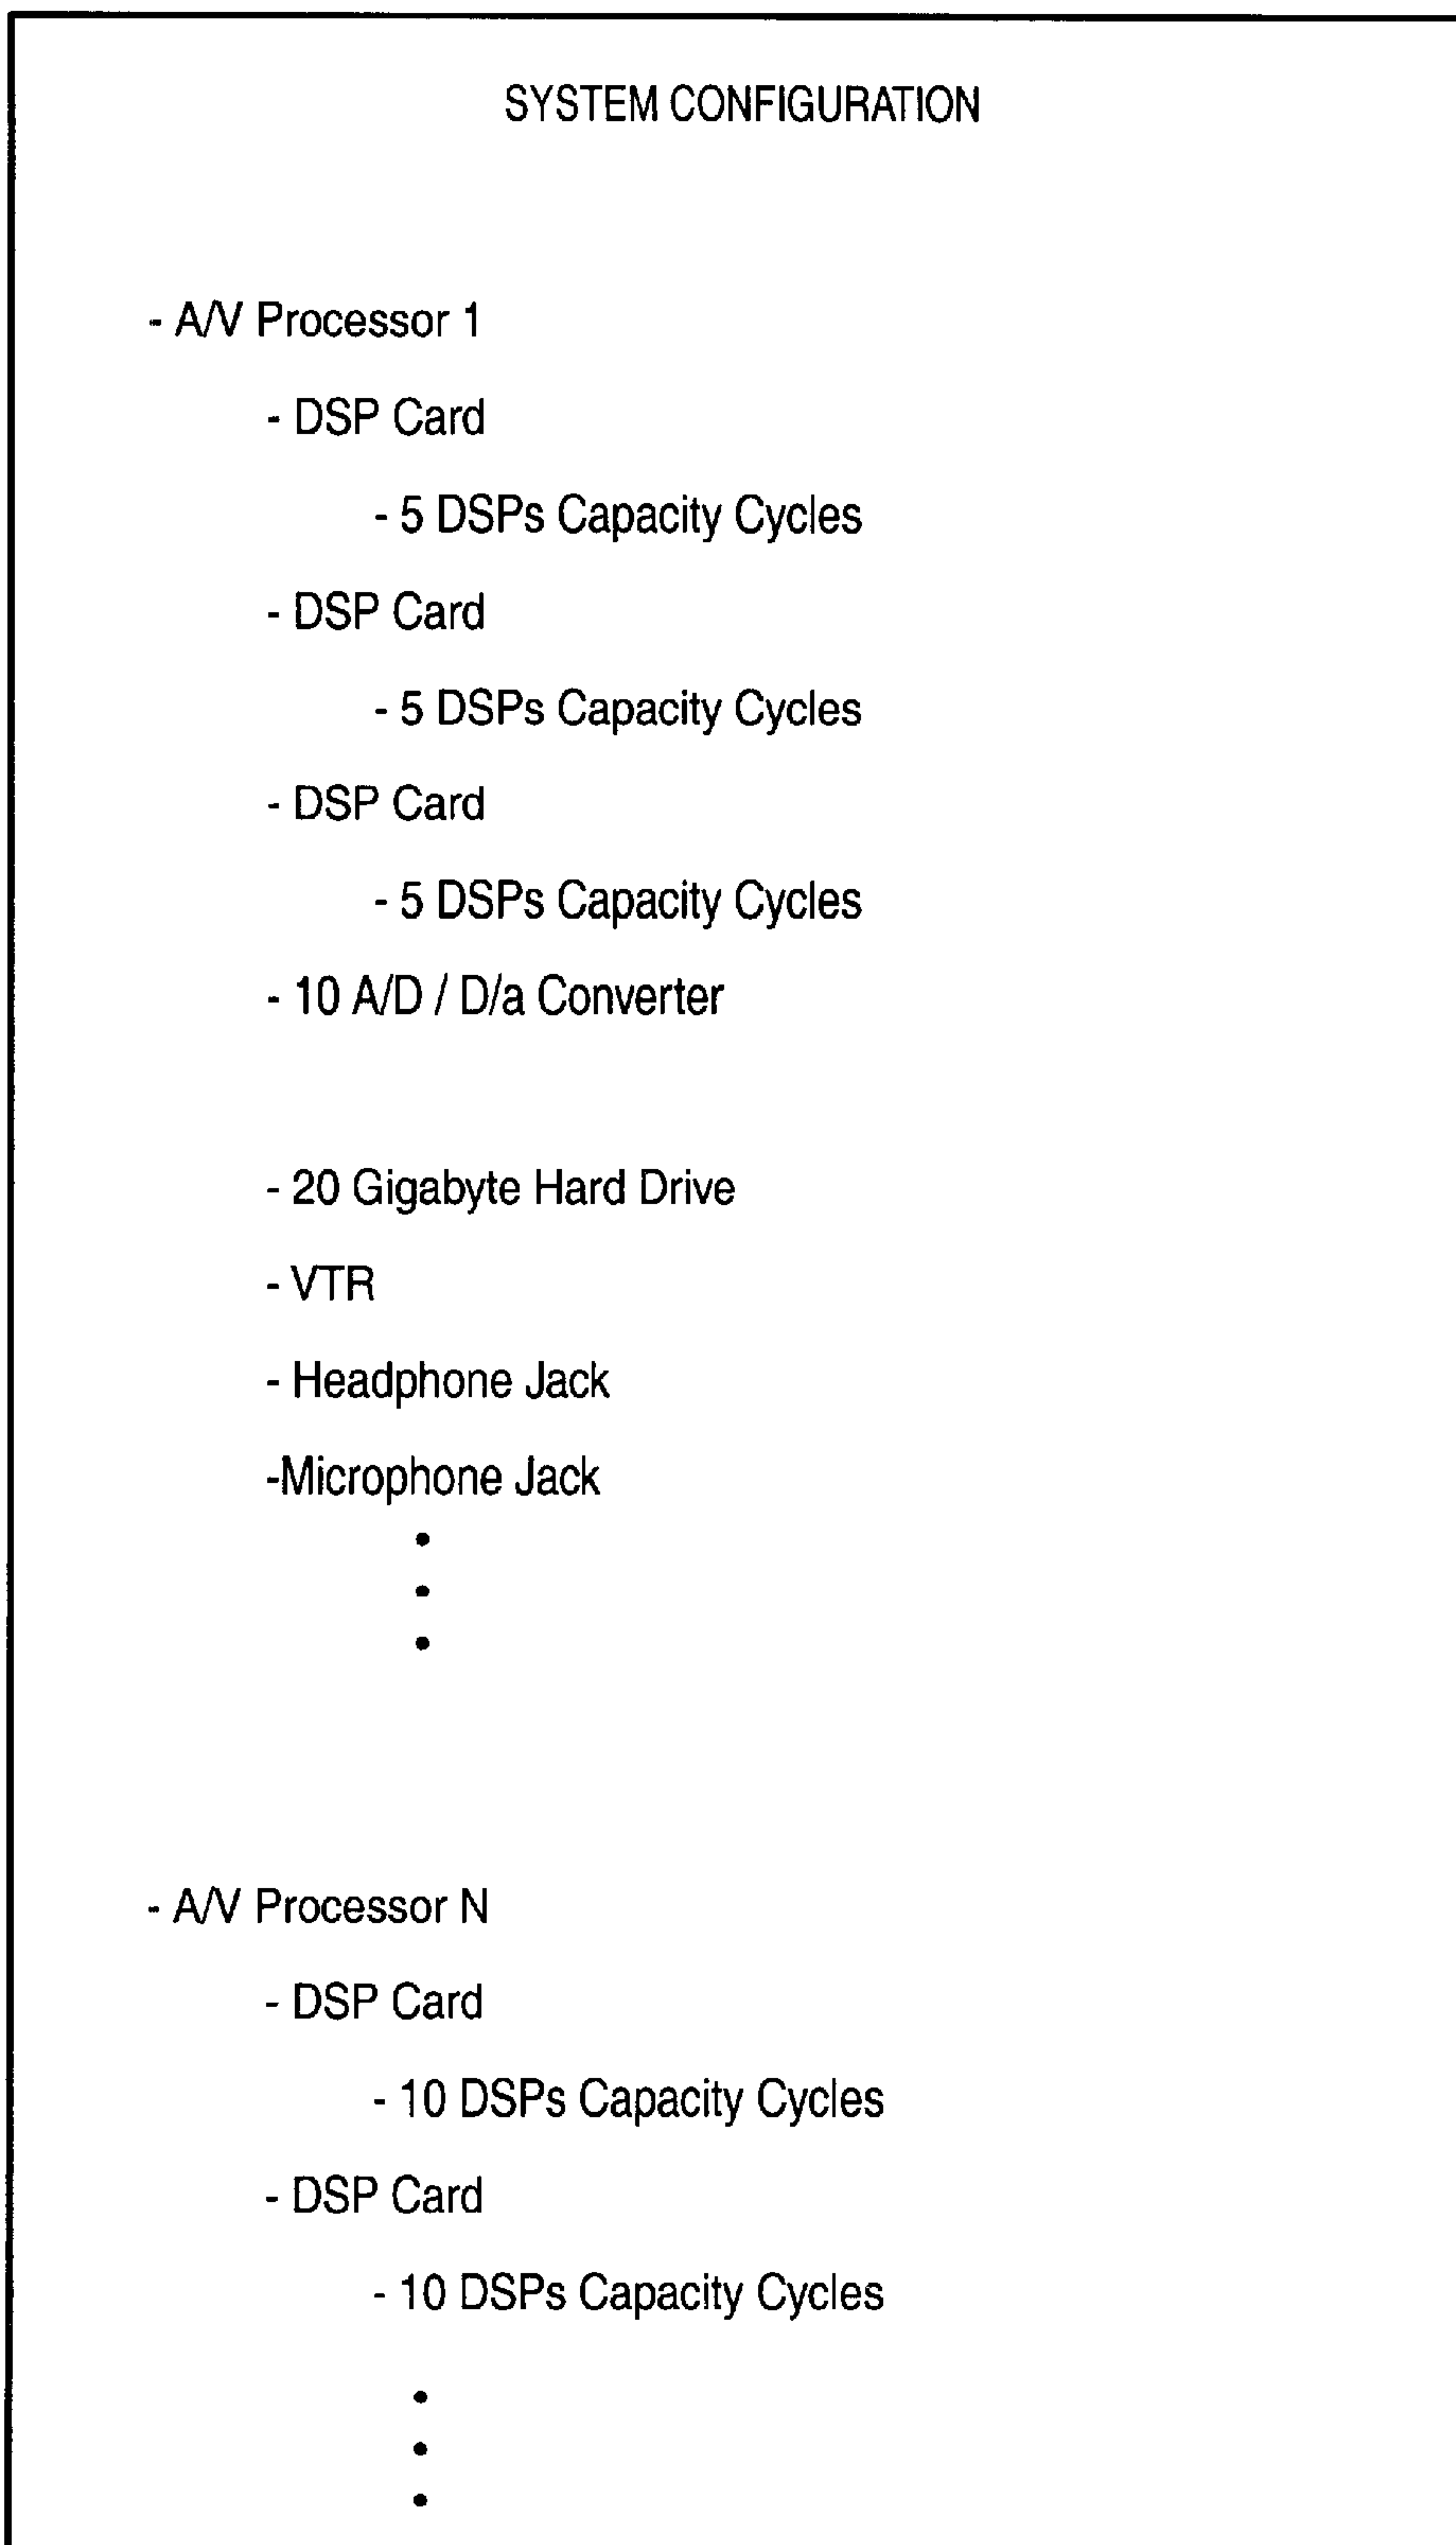 SYSTEM CONFIGURATION
- A/V Processor 1
- DSP Card
- 5 DSPs Capacity Cycles
- DSP Card
- 5 DSPs Capacity Cycles
- DSP Card
- 5 DSPs Capacity Cycles
- 10 A/D / D/a Converter
- 20 Gigabyte Hard Drive
- VTR
- Headphone Jack
-Microphone Jack
•
•
•
- A/V Processor N
- DSP Card
- 10 DSPs Capacity Cycles
- DSP Card
- 10 DSPs Capacity Cycles
•
•
•